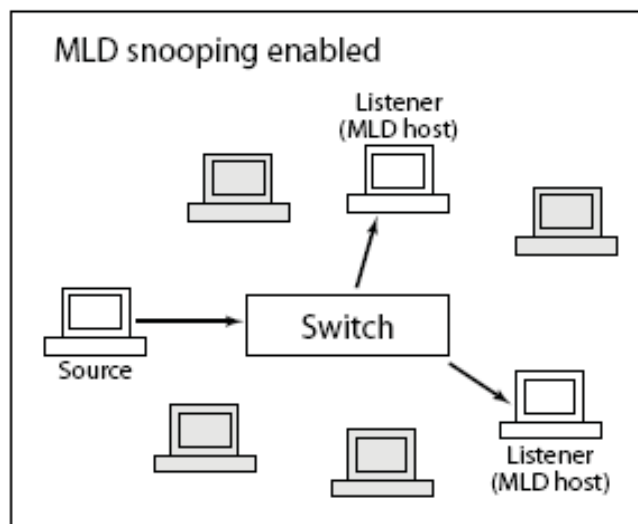 MLD snooping enabled
Listener
(MLD host)
Switch
Source
Listener
(MLD host)